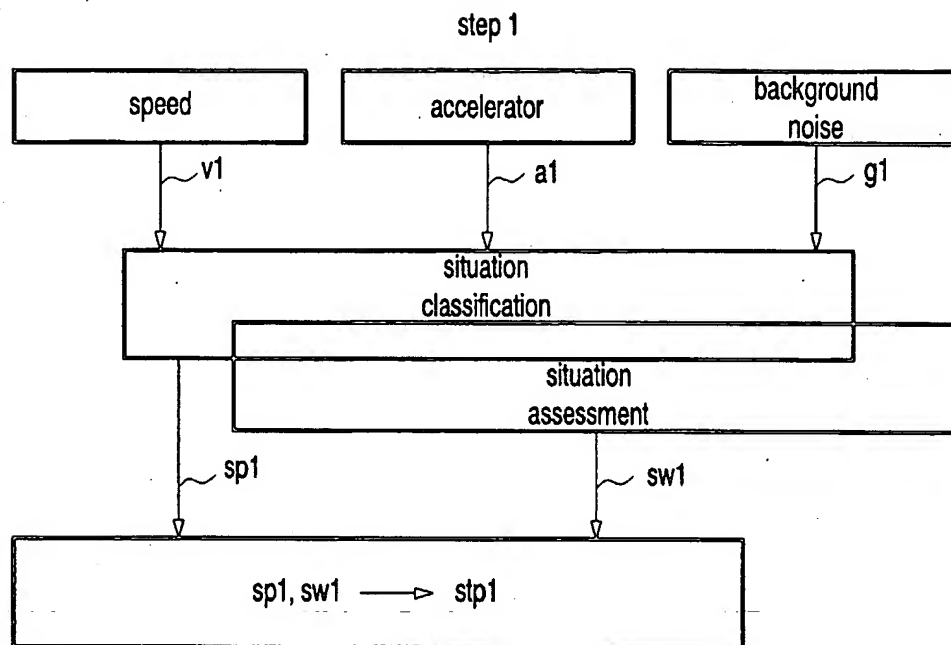 step 1
speed
accelerator
background
noise
v1
a1
g1
situation
classification
situation
assessment
sp1
sw1
sp1, sw1 → stp1